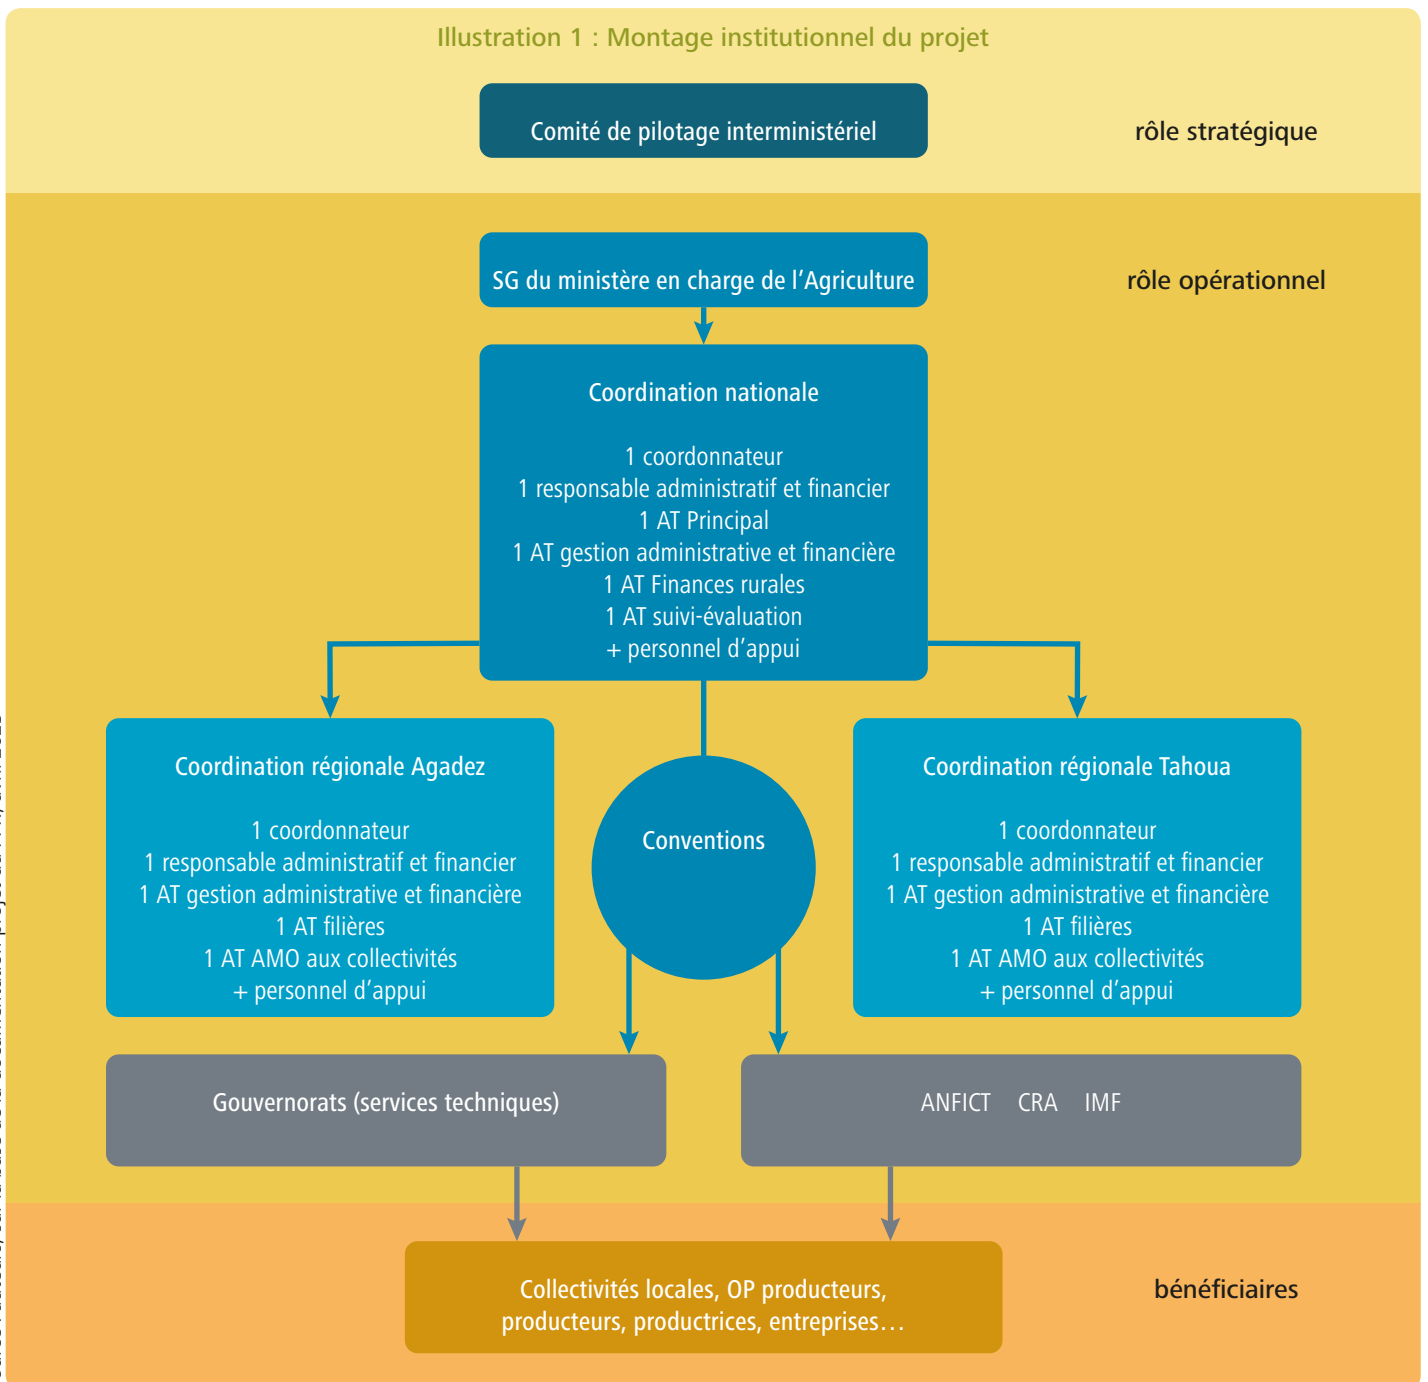 Illustration 1 : Montage institutionnel du projet
Comité de pilotage interministériel
rôle stratégique
SG du ministère en charge de l'Agriculture
rôle opérationnel
Coordination nationale
1 coordonnateur
1 responsable administratif et financier
1 AT Principal
1 AT gestion administrative et financière
1 AT Finances rurales
1 AT suivi-évaluation
+ personnel d'appui
Coordination régionale Agadez
1 coordonnateur
1 responsable administratif et financier
1 AT gestion administrative et financière
1 AT filières
1 AT AMO aux collectivités
+ personnel d'appui
Conventions
Coordination régionale Tahoua
1 coordonnateur
1 responsable administratif et financier
1 AT gestion administrative et financière
1 AT filières
1 AT AMO aux collectivités
+ personnel d'appui
Gouvernorats (services techniques)
ANFICT CRA IMF
Collectivités locales, OP producteurs,
producteurs, productrices, entreprises…
bénéficiaires